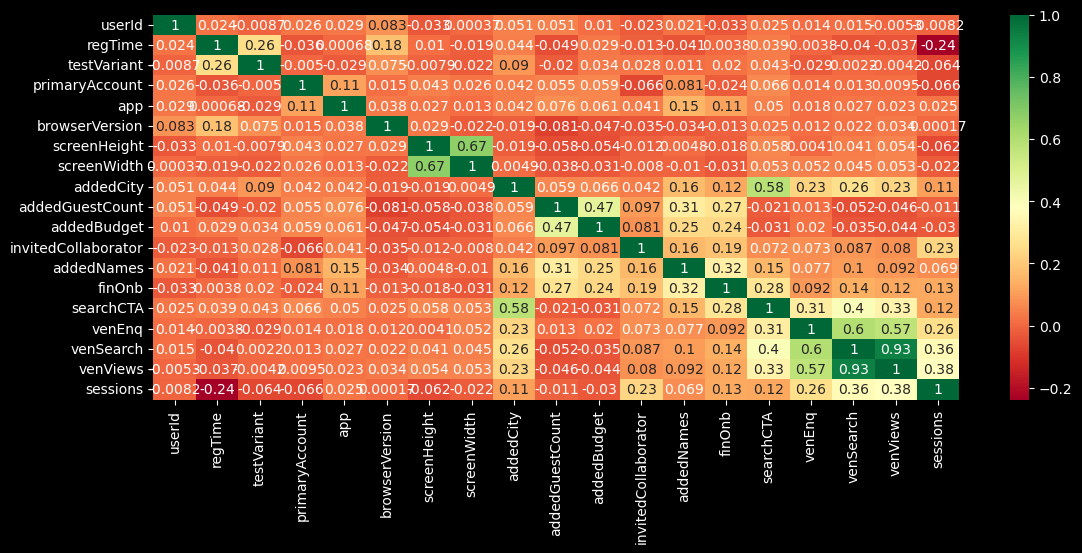 userId 1 0.024 -0.0087 0.026 0.029 0.083 -0.033 0.00037 0.051 0.051 0.01 -0.023 0.021 -0.033 0.025 0.014 0.015 -0.0053 -0.0082
regTime 0.024 1 0.26 -0.036 0.00068 0.18 0.01 -0.019 0.044 -0.049 0.029 -0.013 -0.041 0.0038 0.039 -0.0038 -0.04 -0.037 -0.24
testVariant -0.0087 0.26 1 -0.005 -0.029 0.075 -0.0079 -0.022 0.09 -0.02 0.034 0.028 0.011 0.02 0.043 -0.029 0.0022 -0.0042 -0.064
primaryAccount 0.026 -0.036 -0.005 1 0.11 0.015 0.043 0.026 0.042 0.055 0.059 -0.066 0.081 -0.024 0.066 0.014 0.013 0.0095 -0.066
app 0.029 0.00068 -0.029 0.11 1 0.038 0.027 0.013 0.042 0.076 0.061 0.041 0.15 0.11 0.05 0.018 0.027 0.023 0.025
browserVersion 0.083 0.18 0.075 0.015 0.038 1 0.029 -0.022 -0.019 -0.081 -0.047 -0.035 -0.034 -0.013 0.025 0.012 0.022 0.034 0.00017
screenHeight -0.033 0.01 -0.0079 0.043 0.027 0.029 1 0.67 -0.019 -0.058 -0.054 -0.012 0.0048 -0.018 0.058 0.0041 0.041 0.054 -0.062
screenWidth 0.00037 -0.019 -0.022 0.026 0.013 -0.022 0.67 1 0.0049 -0.038 -0.031 -0.008 -0.01 -0.031 0.053 0.052 0.045 0.053 -0.022
addedCity 0.051 0.044 0.09 0.042 0.042 -0.019 -0.019 0.0049 1 0.059 0.066 0.042 0.16 0.12 0.58 0.23 0.26 0.23 0.11
addedGuestCount 0.051 -0.049 -0.02 0.055 0.076 -0.081 -0.058 -0.038 0.059 1 0.47 0.097 0.31 0.27 -0.021 0.013 -0.052 -0.046 -0.011
addedBudget 0.01 0.029 0.034 0.059 0.061 -0.047 -0.054 -0.031 0.066 0.47 1 0.081 0.25 0.24 -0.031 0.02 -0.035 -0.044 -0.03
invitedCollaborator -0.023 -0.013 0.028 -0.066 0.041 -0.035 -0.012 -0.008 0.042 0.097 0.081 1 0.16 0.19 0.072 0.073 0.087 0.08 0.23
addedNames 0.021 -0.041 0.011 0.081 0.15 -0.034 0.0048 -0.01 0.16 0.31 0.25 0.16 1 0.32 0.15 0.077 0.1 0.092 0.069
finOnb -0.033 0.0038 0.02 -0.024 0.11 -0.013 -0.018 -0.031 0.12 0.27 0.24 0.19 0.32 1 0.28 0.092 0.14 0.12 0.13
searchCTA 0.025 0.039 0.043 0.066 0.05 0.025 0.058 0.053 0.58 -0.021 -0.031 0.072 0.15 0.28 1 0.31 0.4 0.33 0.12
venEnq 0.014 -0.0038 -0.029 0.014 0.018 0.012 0.0041 0.052 0.23 0.013 0.02 0.073 0.077 0.092 0.31 1 0.6 0.57 0.26
venSearch 0.015 -0.04 0.0022 0.013 0.027 0.022 0.041 0.045 0.26 -0.052 -0.035 0.087 0.1 0.14 0.4 0.6 1 0.93 0.36
venViews -0.0053 -0.037 -0.0042 0.0095 0.023 0.034 0.054 0.053 0.23 -0.046 -0.044 0.08 0.092 0.12 0.33 0.57 0.93 1 0.38
sessions -0.0082 -0.24 -0.064 -0.066 0.025 0.00017 -0.062 -0.022 0.11 -0.011 -0.03 0.23 0.069 0.13 0.12 0.26 0.36 0.38 1
userId
regTime
testVariant
primaryAccount
app
browserVersion
screenHeight
screenWidth
addedCity
addedGuestCount
addedBudget
invitedCollaborator
addedNames
finOnb
searchCTA
venEnq
venSearch
venViews
sessions
1.0
0.8
0.6
0.4
0.2
0.0
−0.2